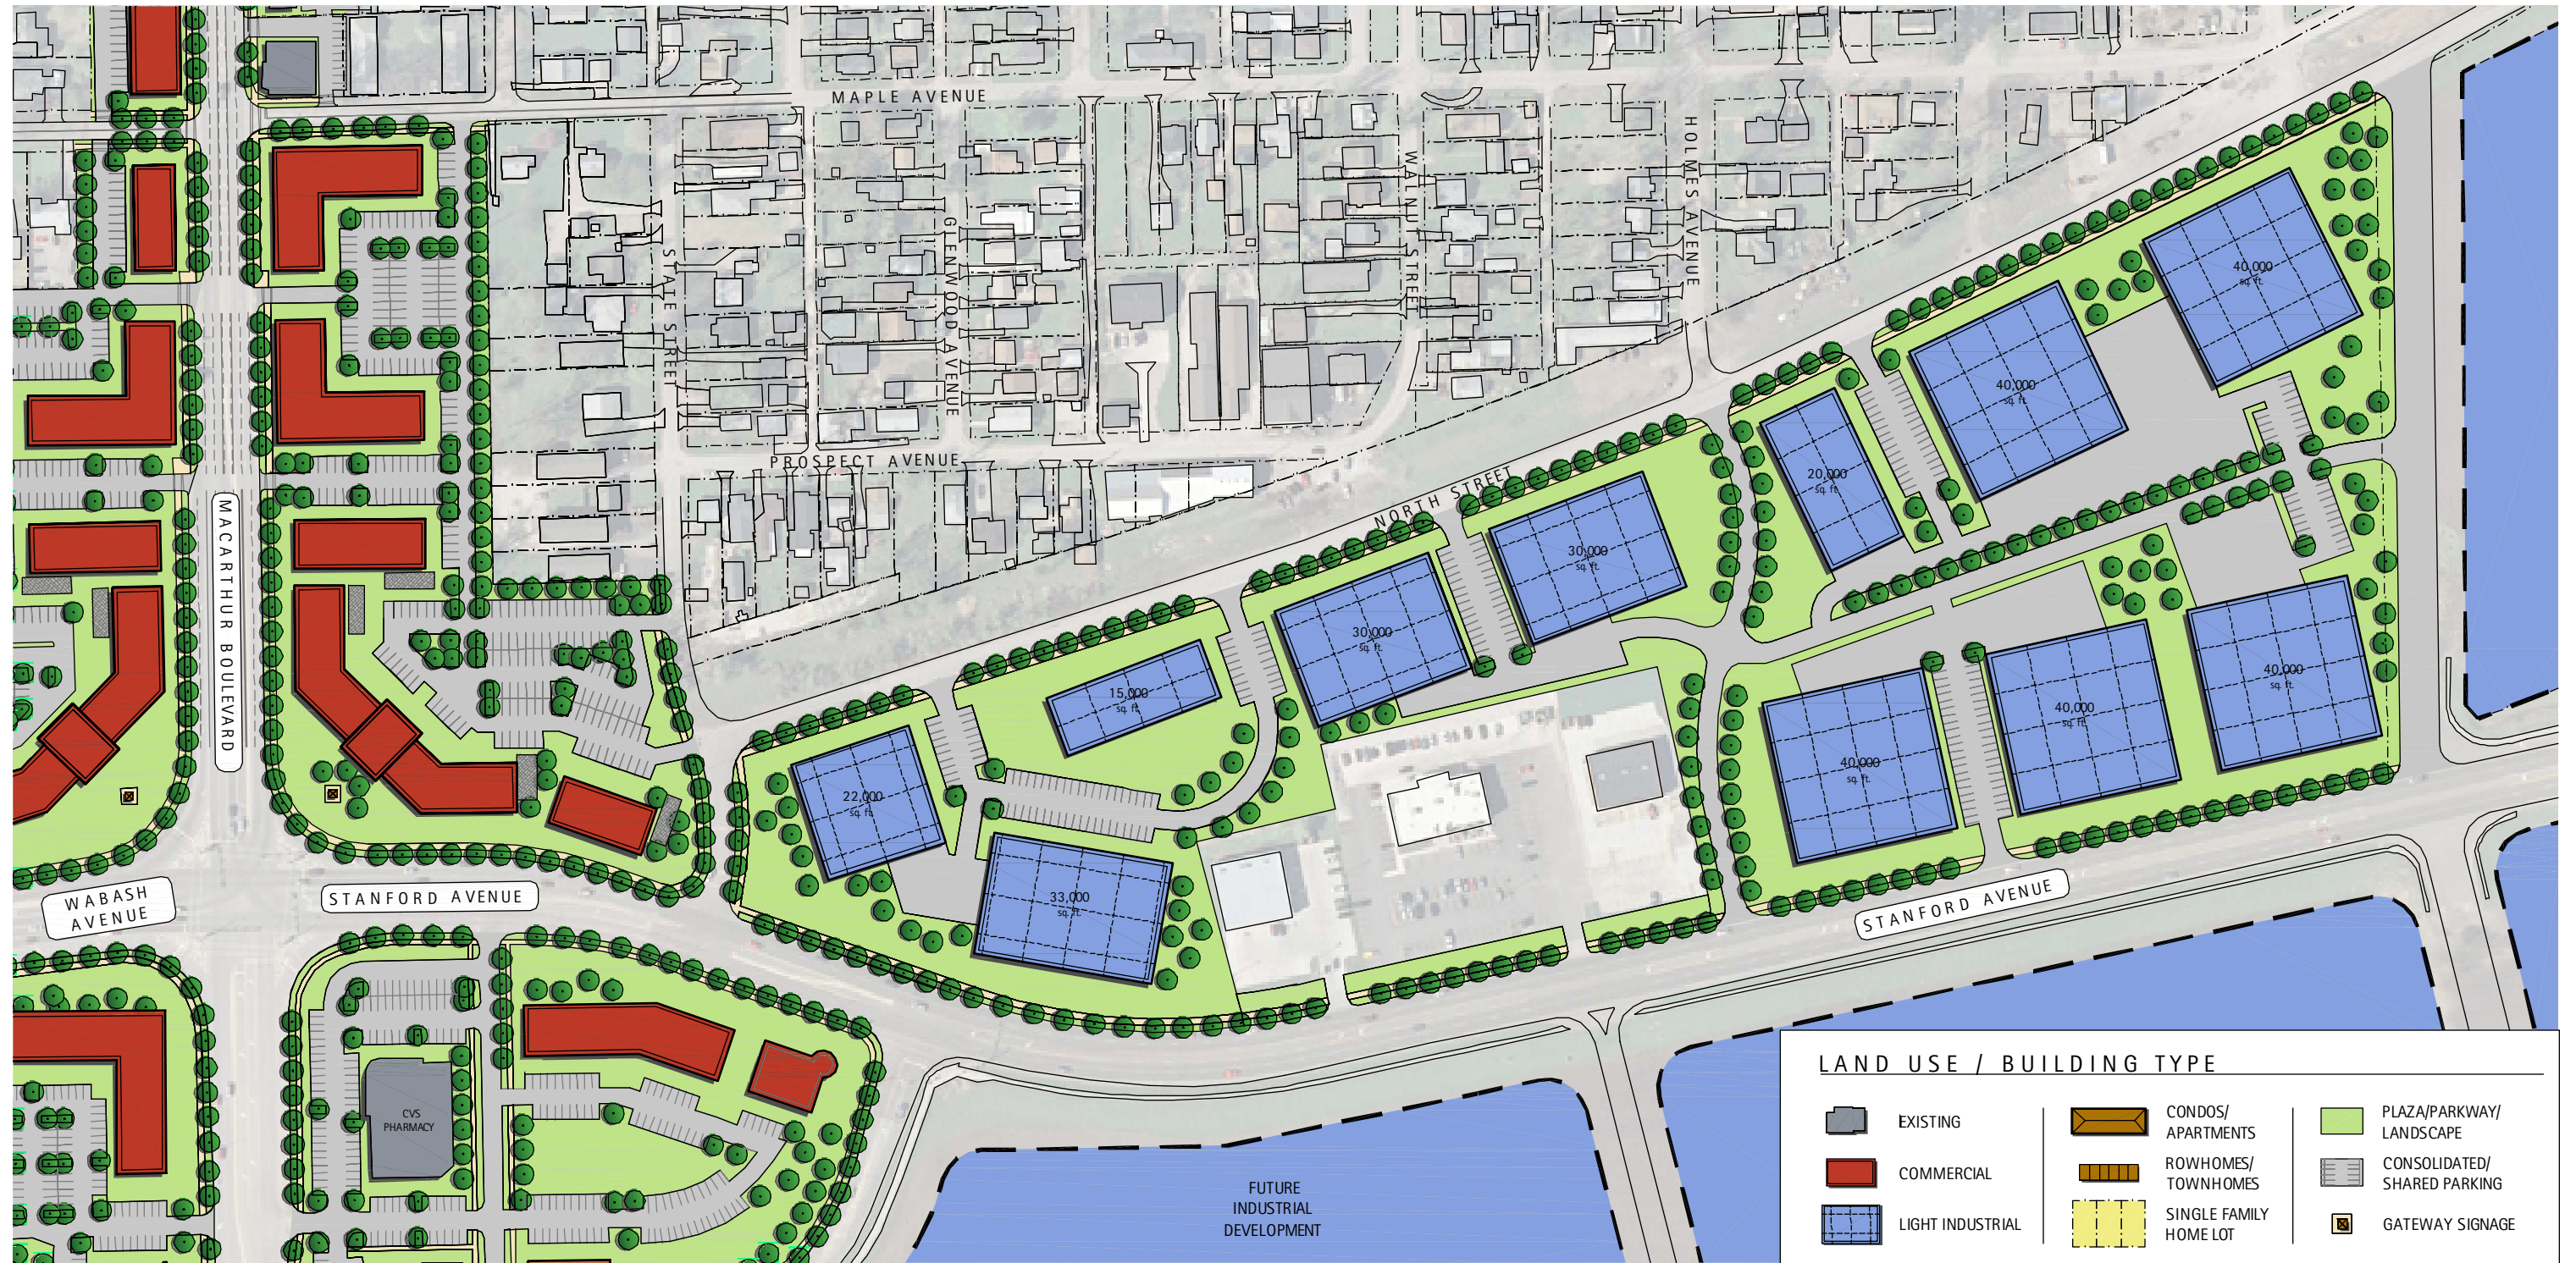 MAPLE AVENUE
HOLMES AVENUE
WALNUT STREET
GLENWOOD AVENUE
STATE STREET
PROSPECT AVENUE
NORTH STREET
MACARTHUR BOULEVARD
40,000
sq. ft.
40,000
sq. ft.
20,000
sq. ft.
30,000
sq. ft.
30,000
sq. ft.
15,000
sq. ft.
22,000
sq. ft.
33,000
sq. ft.
40,000
sq. ft.
40,000
sq. ft.
40,000
sq. ft.
WABASH
AVENUE
STANFORD AVENUE
STANFORD AVENUE
CVS
PHARMACY
FUTURE
INDUSTRIAL
DEVELOPMENT
LAND USE / BUILDING TYPE
EXISTING
COMMERCIAL
LIGHT INDUSTRIAL
CONDOS/
APARTMENTS
ROWHOMES/
TOWNHOMES
SINGLE FAMILY
HOME LOT
PLAZA/PARKWAY/
LANDSCAPE
CONSOLIDATED/
SHARED PARKING
GATEWAY SIGNAGE